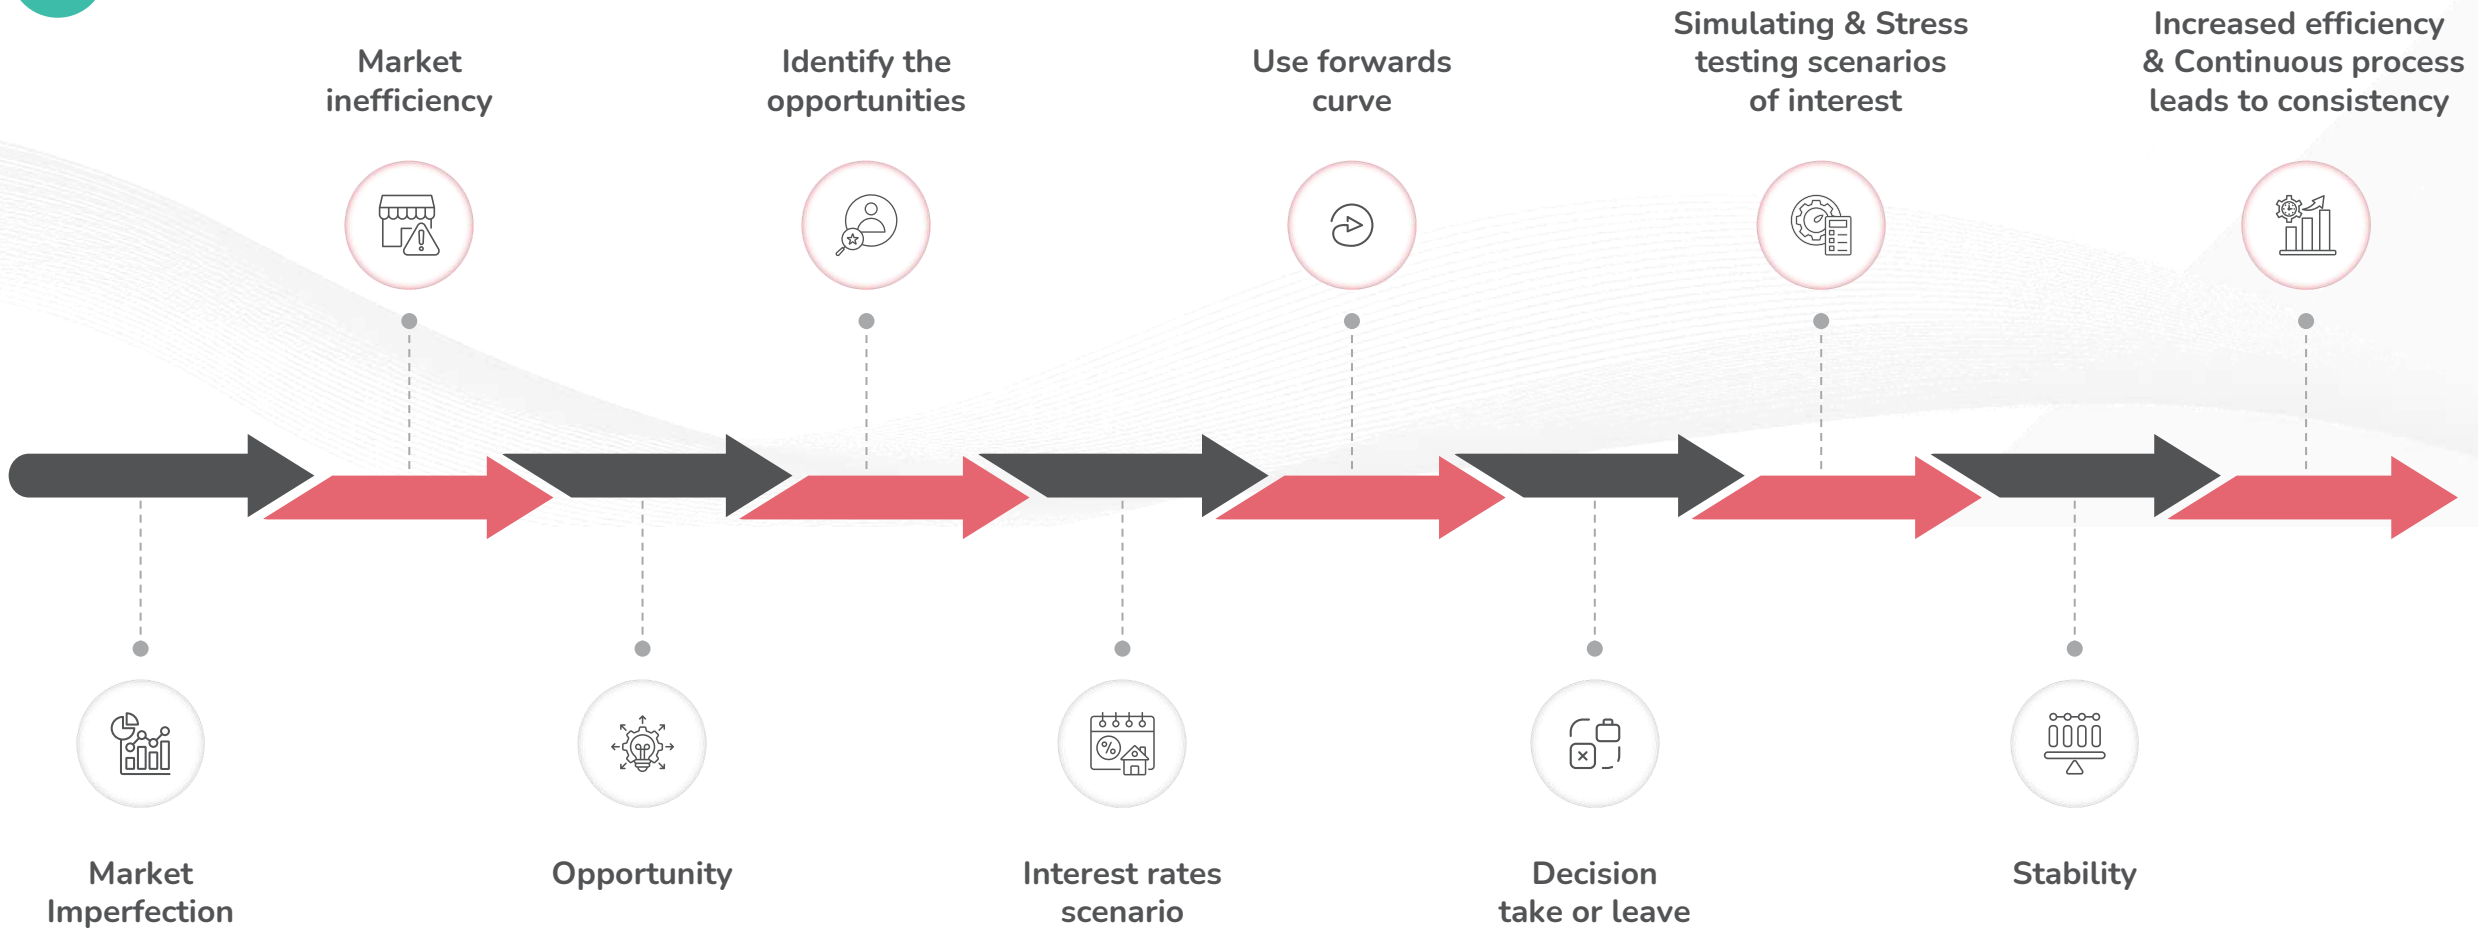 Market
inefficiency
Identify the
opportunities
Use forwards
curve
Simulating & Stress
testing scenarios
of interest
Increased efficiency
& Continuous process
leads to consistency
Market
Imperfection
Opportunity
Interest rates
scenario
Decision
take or leave
Stability